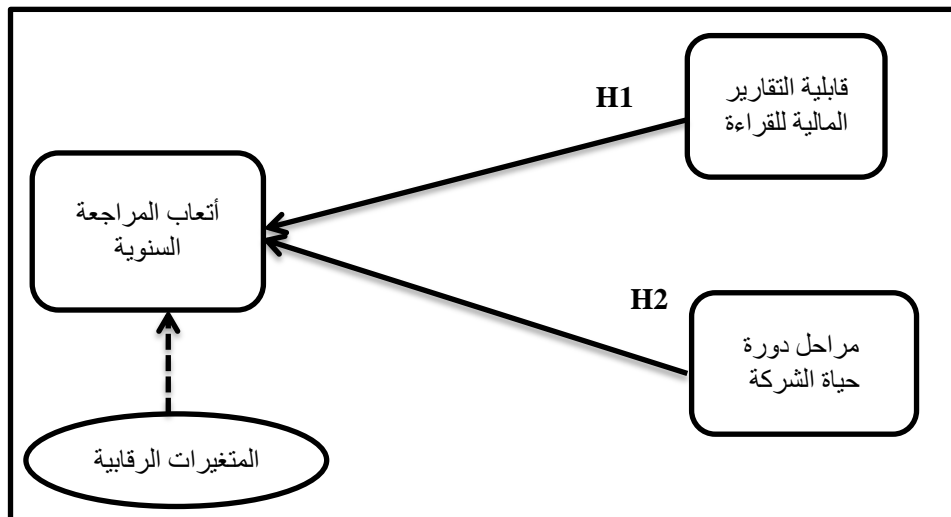 قابلية التقارير
المالية للقراءة
H1
أتعاب المراجعة
السنوية
H2
مراحل دورة
حياة الشركة
المتغيرات الرقابية